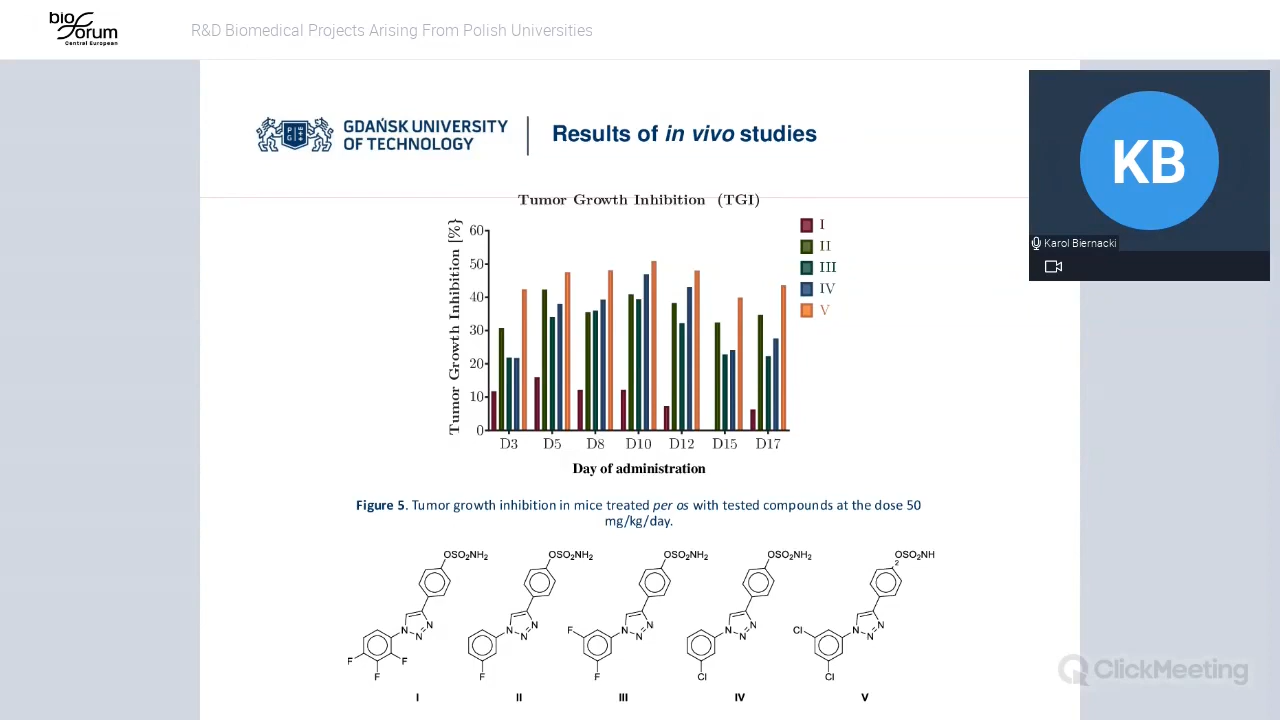 bioforum
Central European
R&D Biomedical Projects Arising From Polish Universities
GDAŃSK UNIVERSITY
OF TECHNOLOGY
Results of in vivo studies
KB
Karol Biernacki
Tumor Growth Inhibition (TGI)
Tumor Growth Inhibition [%]
60
50
40
30
20
10
0
D3 D5 D8 D10 D12 D15 D17
Day of administration
I
II
III
IV
V
Figure 5. Tumor growth inhibition in mice treated per os with tested compounds at the dose 50
mg/kg/day.
OSO2NH2 OSO2NH2 OSO2NH2 OSO2NH2 OSO2NH
2
N N N
N N N
N N N
N N N
N N N
F F F
F
F F
Cl
Cl Cl
I II III IV V
ClickMeeting